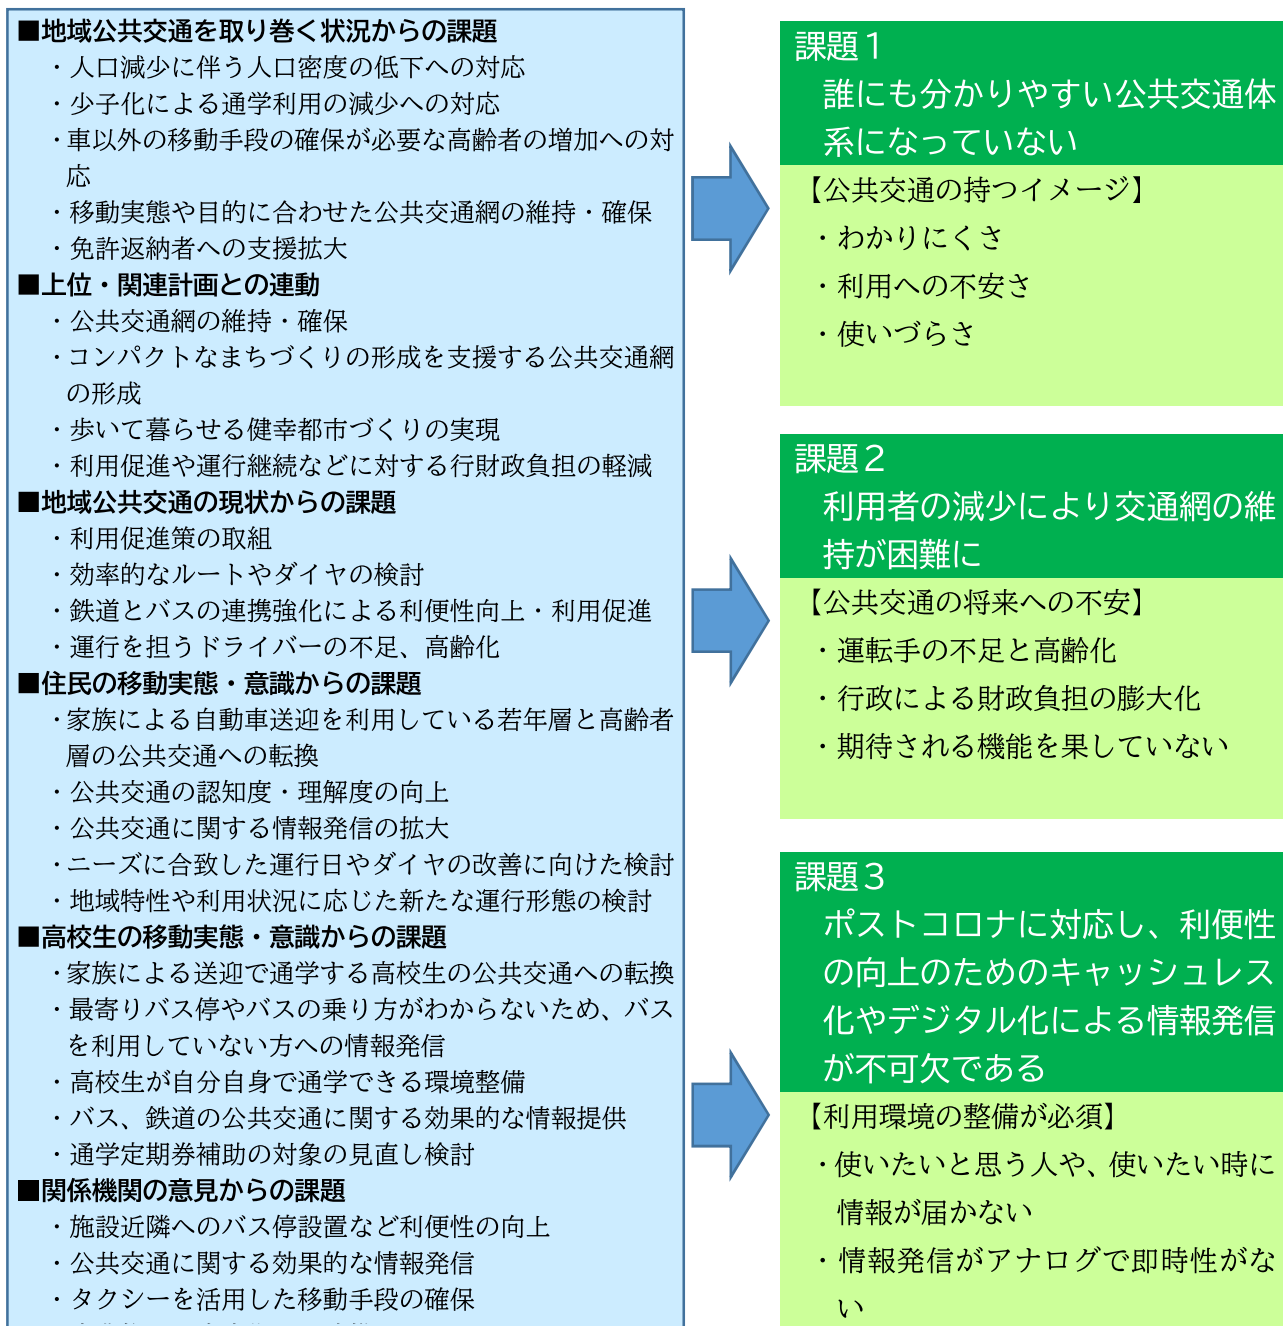 ■地域公共交通を取り巻く状況からの課題
・人口減少に伴う人口密度の低下への対応
・少子化による通学利用の減少への対応
・車以外の移動手段の確保が必要な高齢者の増加への対
応
・移動実態や目的に合わせた公共交通網の維持・確保
・免許返納者への支援拡大
■上位・関連計画との連動
・公共交通網の維持・確保
・コンパクトなまちづくりの形成を支援する公共交通網
の形成
・歩いて暮らせる健幸都市づくりの実現
・利用促進や運行継続などに対する行財政負担の軽減
■地域公共交通の現状からの課題
・利用促進策の取組
・効率的なルートやダイヤの検討
・鉄道とバスの連携強化による利便性向上・利用促進
・運行を担うドライバーの不足、高齢化
■住民の移動実態・意識からの課題
・家族による自動車送迎を利用している若年層と高齢者
層の公共交通への転換
・公共交通の認知度・理解度の向上
・公共交通に関する情報発信の拡大
・ニーズに合致した運行日やダイヤの改善に向けた検討
・地域特性や利用状況に応じた新たな運行形態の検討
■高校生の移動実態・意識からの課題
・家族による送迎で通学する高校生の公共交通への転換
・最寄りバス停やバスの乗り方がわからないため、バス
を利用していない方への情報発信
・高校生が自分自身で通学できる環境整備
・バス、鉄道の公共交通に関する効果的な情報提供
・通学定期券補助の対象の見直し検討
■関係機関の意見からの課題
・施設近隣へのバス停設置など利便性の向上
・公共交通に関する効果的な情報発信
・タクシーを活用した移動手段の確保
課題１
誰にも分かりやすい公共交通体
系になっていない
【公共交通の持つイメージ】
・わかりにくさ
・利用への不安さ
・使いづらさ
課題２
利用者の減少により交通網の維
持が困難に
【公共交通の将来への不安】
・運転手の不足と高齢化
・行政による財政負担の膨大化
・期待される機能を果していない
課題３
ポストコロナに対応し、利便性
の向上のためのキャッシュレス
化やデジタル化による情報発信
が不可欠である
【利用環境の整備が必須】
・使いたいと思う人や、使いたい時に
情報が届かない
・情報発信がアナログで即時性がな
い